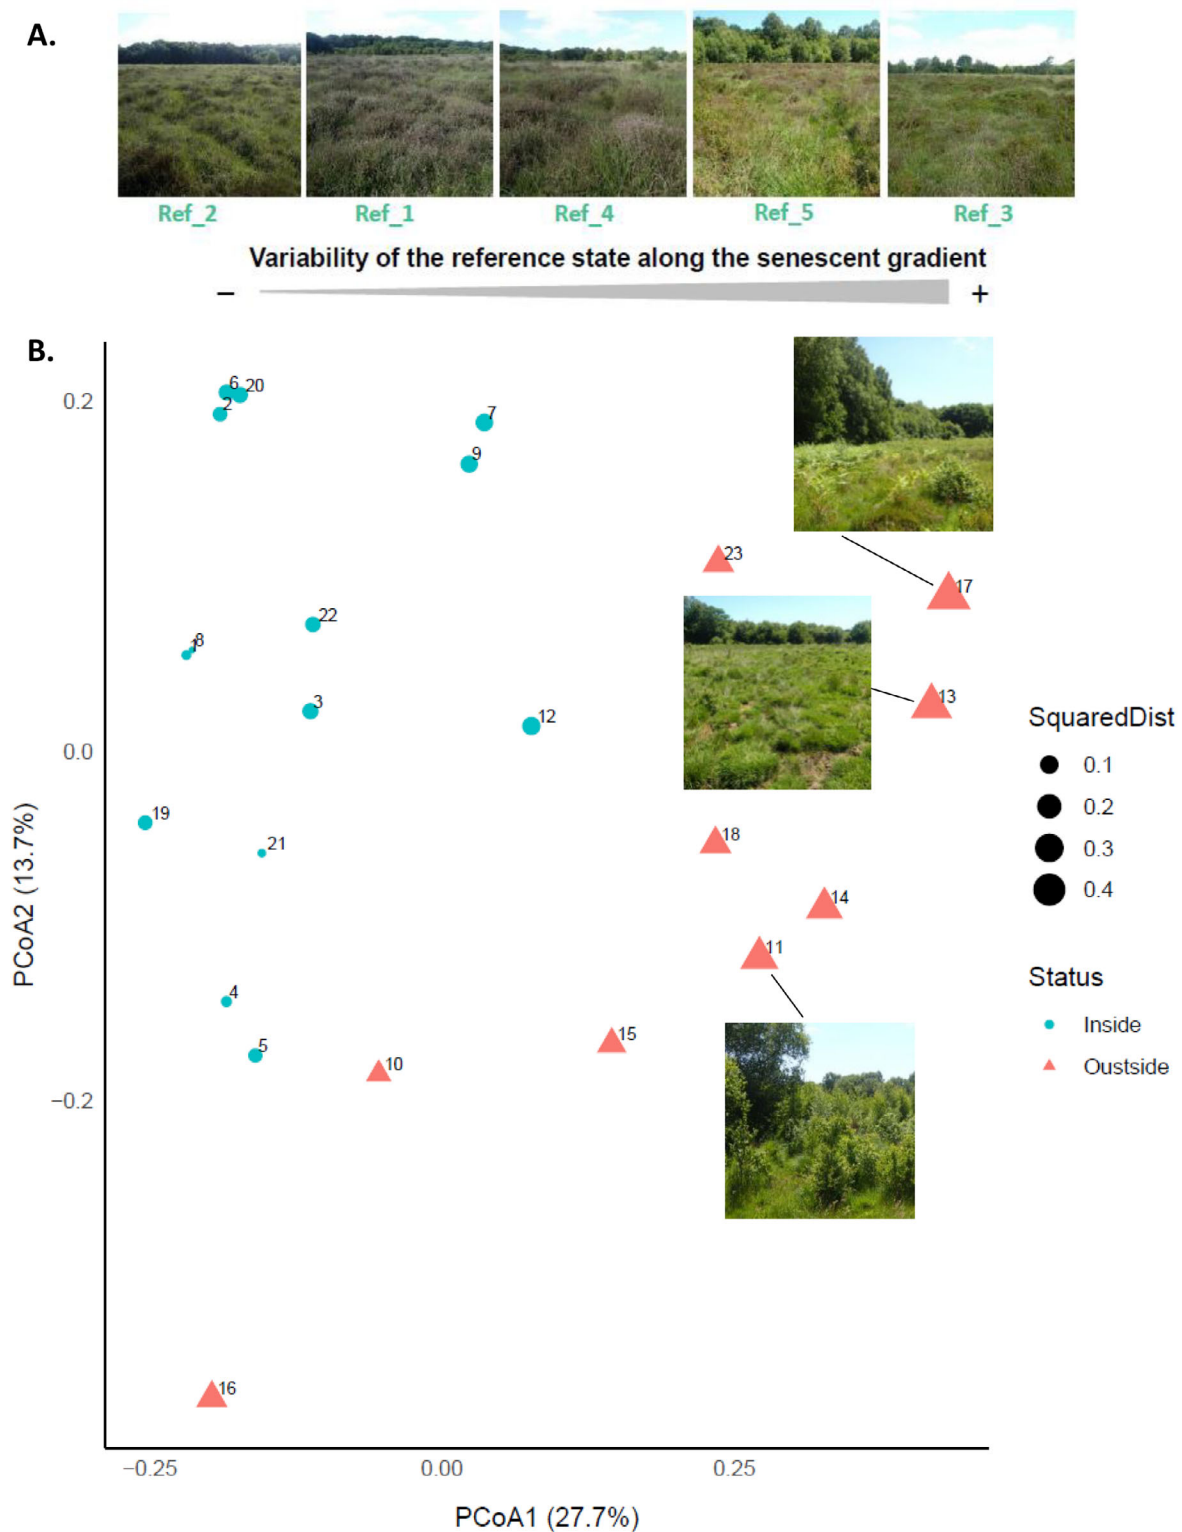 A.
Ref_2 Ref_1 Ref_4 Ref_5 Ref_3
Variability of the reference state along the senescent gradient
− +
B.
0.2
0.0
−0.2
PCoA2 (13.7%)
6
20
2
7
9
23
17
22
8
1
3
12
13
19
21
18
14
11
4
5
10
15
16
SquaredDist
0.1
0.2
0.3
0.4
Status
Inside
Oustside
−0.25 0.00 0.25
PCoA1 (27.7%)